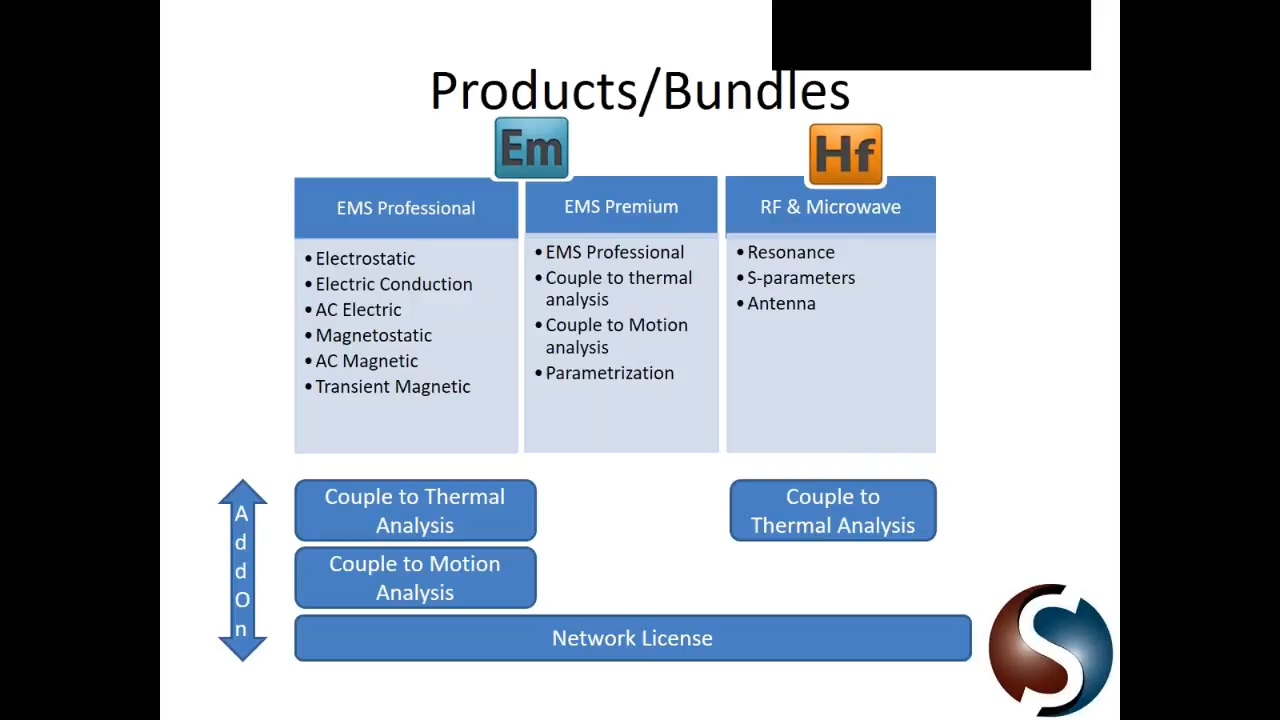 Products/Bundles
Em
Hf
EMS Professional
• Electrostatic
• Electric Conduction
• AC Electric
• Magnetostatic
• AC Magnetic
• Transient Magnetic
EMS Premium
• EMS Professional
• Couple to thermal
analysis
• Couple to Motion
analysis
• Parametrization
RF & Microwave
• Resonance
• S-parameters
• Antenna
A
d
d
O
n
Couple to Thermal
Analysis
Couple to Motion
Analysis
Couple to
Thermal Analysis
Network License
S